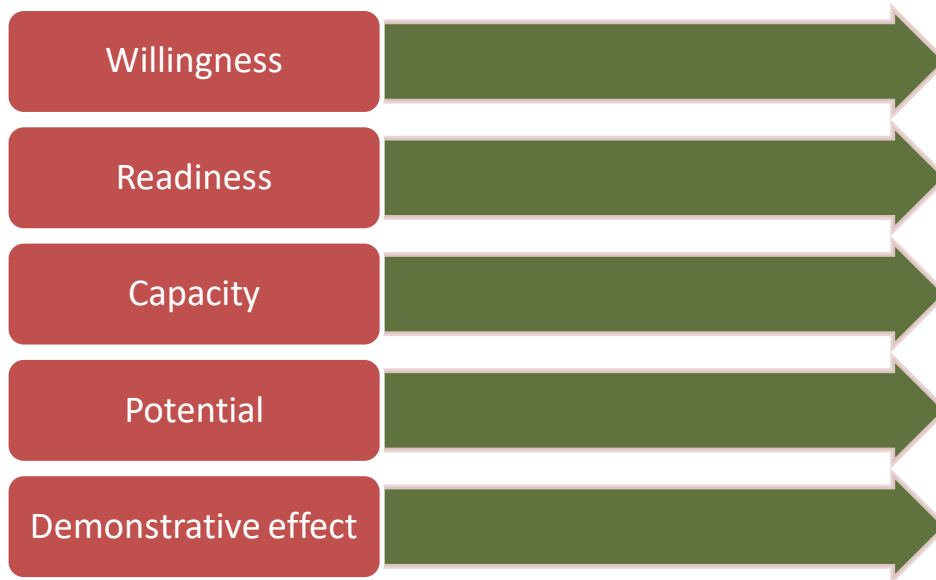 Willingness
Readiness
Capacity
Potential
Demonstrative effect